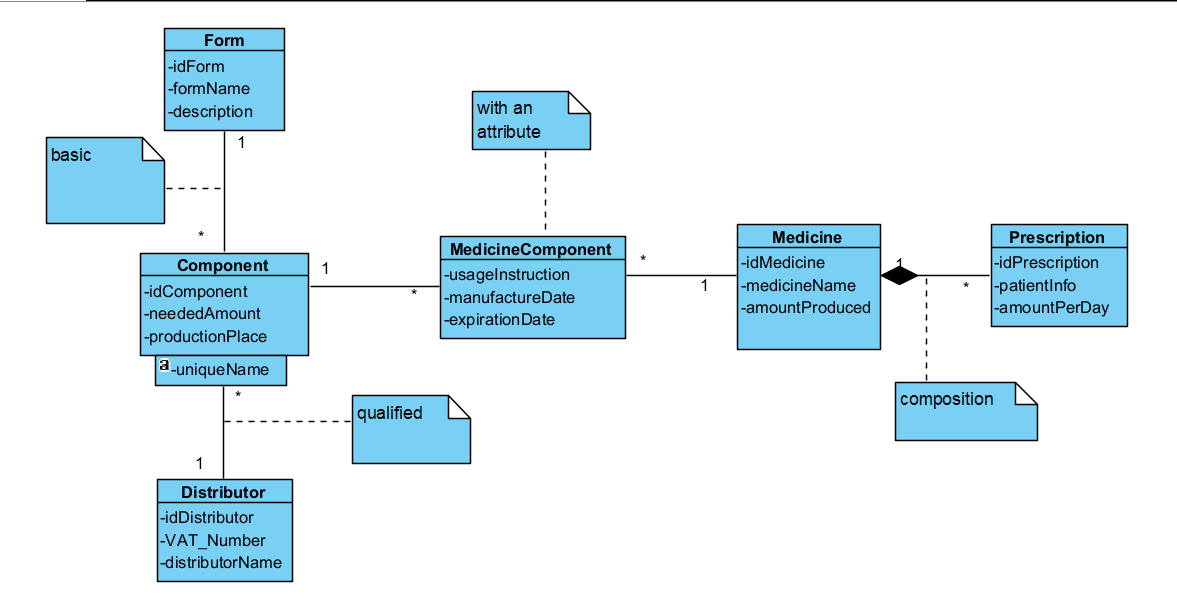 Form
-idForm
-formName
-description
1
basic
*
with an
attribute
Component
-idComponent
-neededAmount
-productionPlace
a -uniqueName
1
*
MedicineComponent
-usageInstruction
-manufactureDate
-expirationDate
*
1
Medicine
-idMedicine
-medicineName
-amountProduced
1
*
Prescription
-idPrescription
-patientInfo
-amountPerDay
composition
*
qualified
1
Distributor
-idDistributor
-VAT_Number
-distributorName